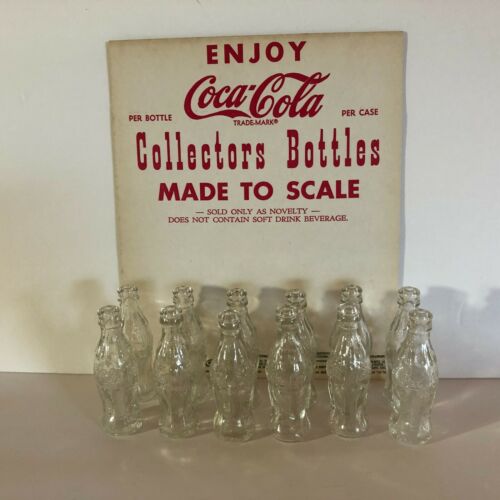 ENJOY
Coca-Cola
TRADE-MARK®
PER BOTTLE
PER CASE
Collectors Bottles
MADE TO SCALE
— SOLD ONLY AS NOVELTY —
DOES NOT CONTAIN SOFT DRINK BEVERAGE.